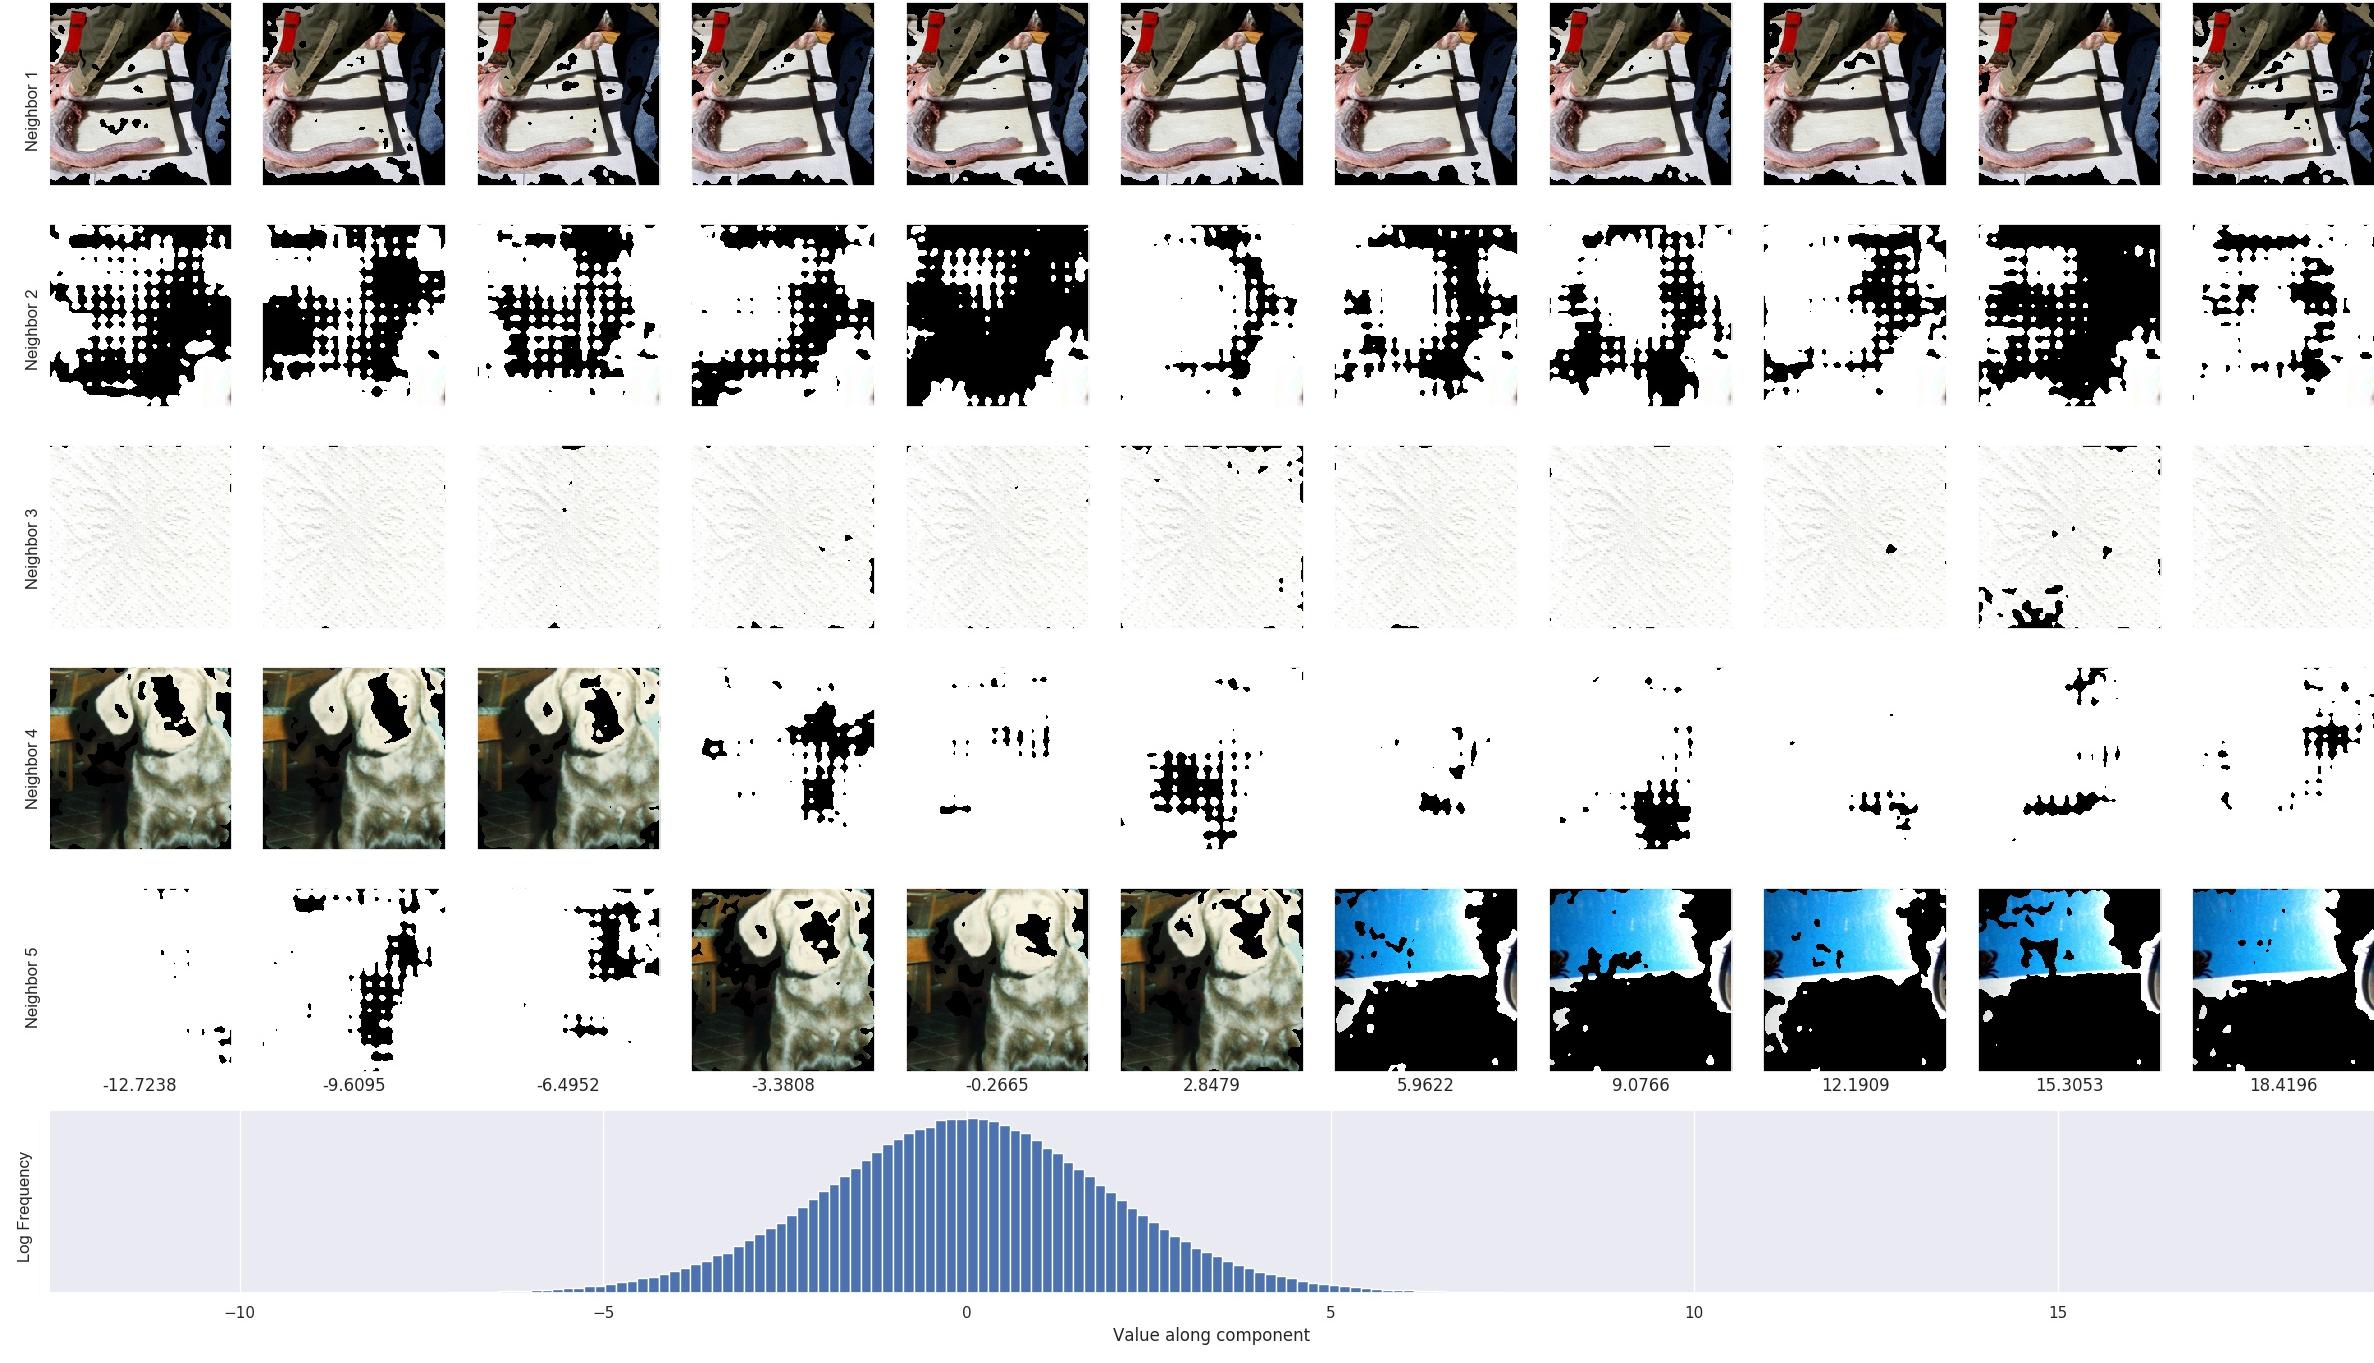 Neighbor 1
Neighbor 2
Neighbor 3
Neighbor 4
Neighbor 5
-12.7238 -9.6095 -6.4952 -3.3808 -0.2665 2.8479 5.9622 9.0766 12.1909 15.3053 18.4196
Log Frequency
−10 −5 0 5 10 15
Value along component